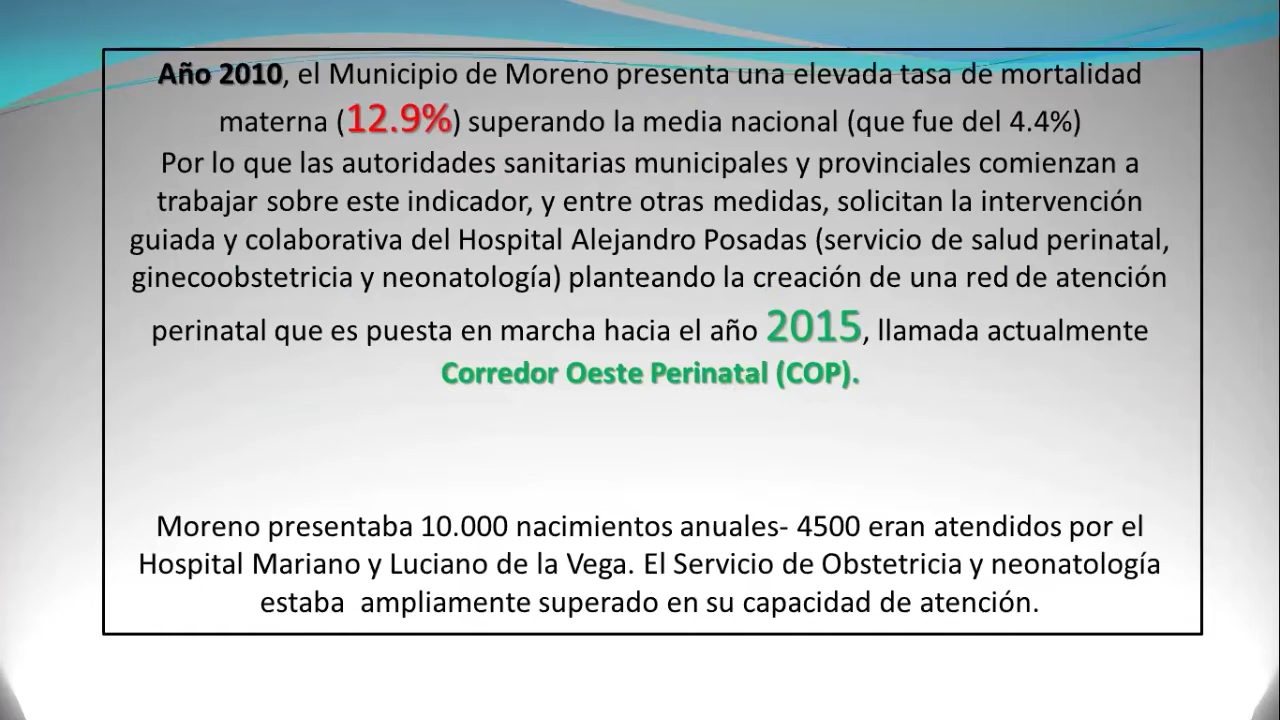 Año 2010, el Municipio de Moreno presenta una elevada tasa de mortalidad
materna (12.9%) superando la media nacional (que fue del 4.4%)
Por lo que las autoridades sanitarias municipales y provinciales comienzan a
trabajar sobre este indicador, y entre otras medidas, solicitan la intervención
guiada y colaborativa del Hospital Alejandro Posadas (servicio de salud perinatal,
ginecoobstetricia y neonatología) planteando la creación de una red de atención
perinatal que es puesta en marcha hacia el año 2015, llamada actualmente
Corredor Oeste Perinatal (COP).
Moreno presentaba 10.000 nacimientos anuales- 4500 eran atendidos por el
Hospital Mariano y Luciano de la Vega. El Servicio de Obstetricia y neonatología
estaba  ampliamente superado en su capacidad de atención.